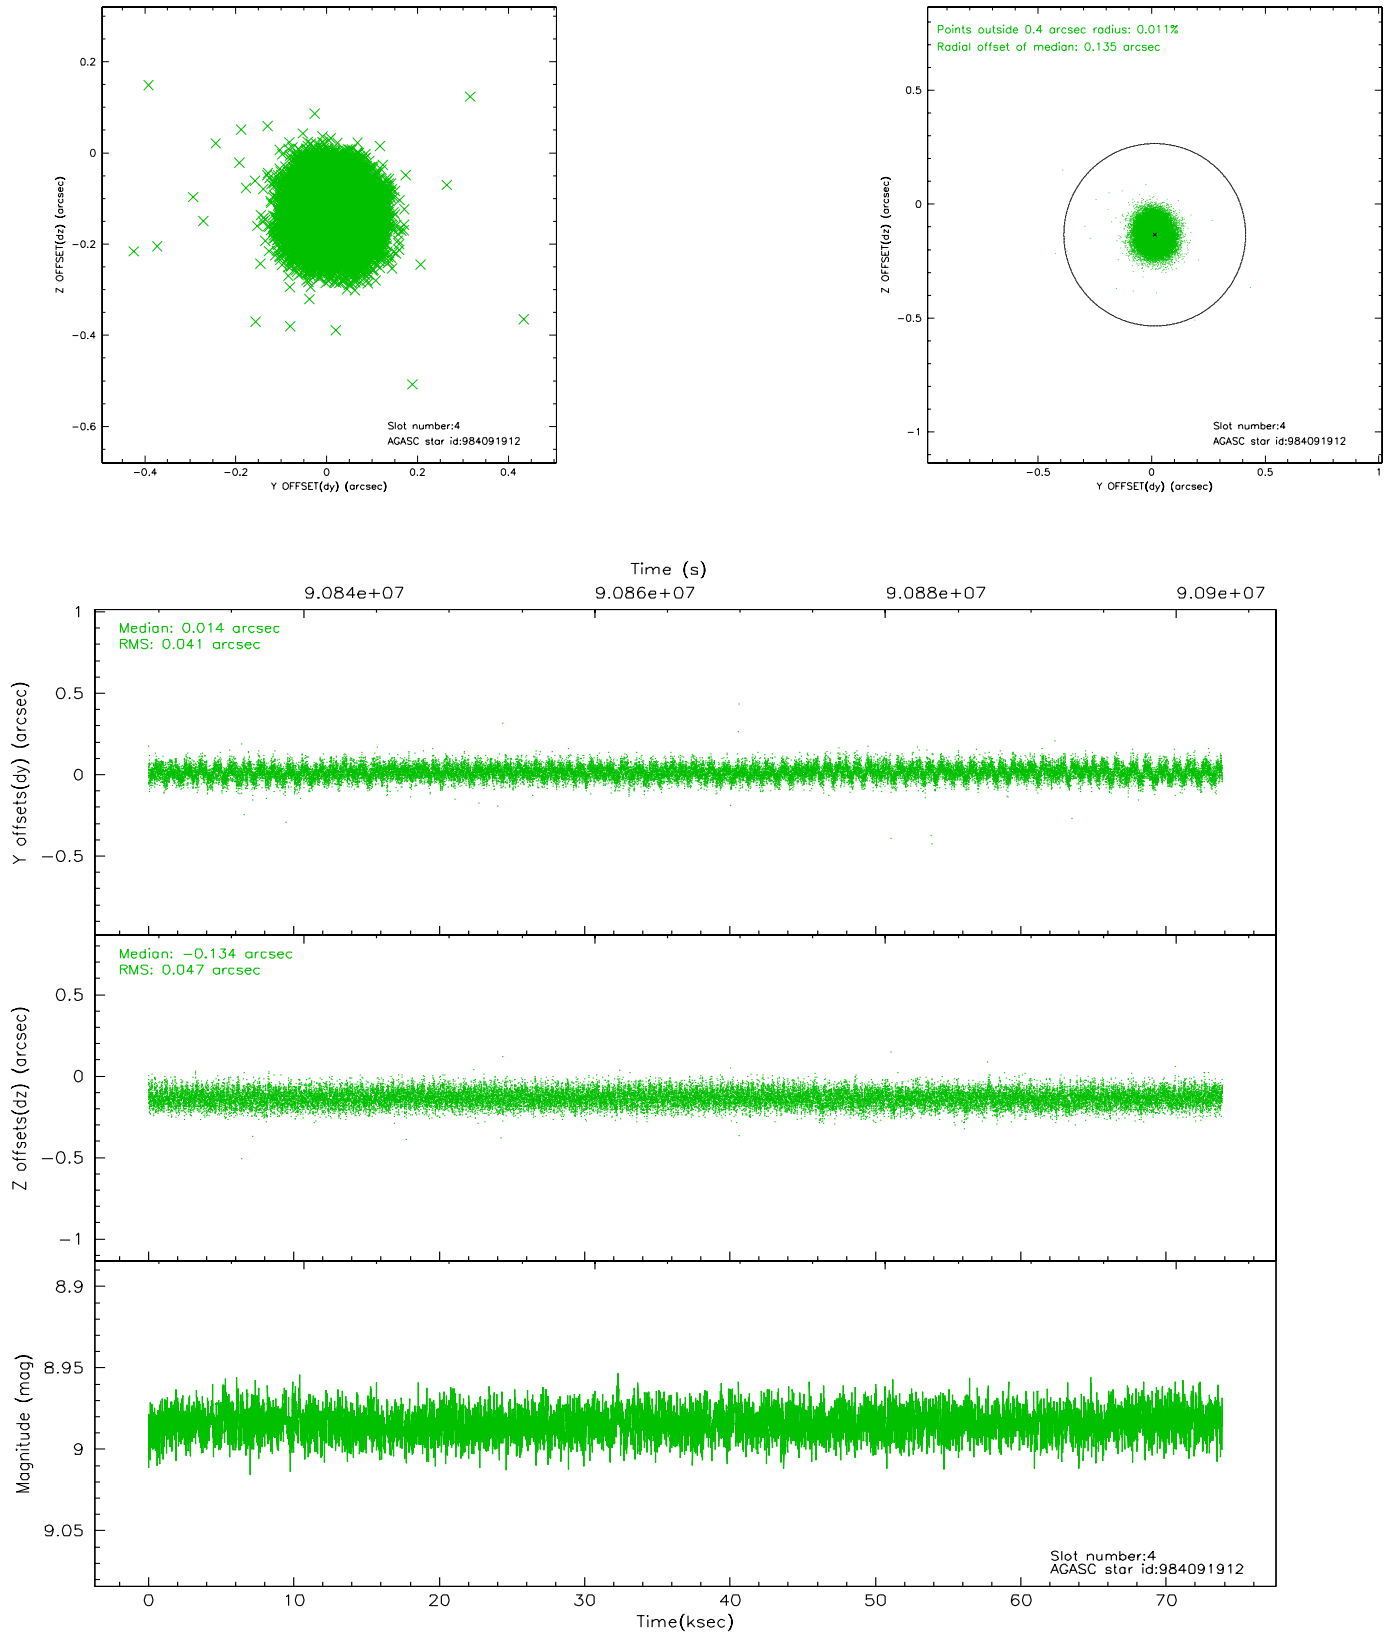 0.2
0
−0.2
−0.4
−0.6
Z OFFSET(dz) (arcsec)
−0.4 −0.2 0 0.2 0.4
Y OFFSET(dy) (arcsec)
Slot number:4
AGASC star id:984091912
Points outside 0.4 arcsec radius: 0.011%
Radial offset of median: 0.135 arcsec
0.5
0
−0.5
−1
Z OFFSET(dz) (arcsec)
−0.5 0 0.5 1
Y OFFSET(dy) (arcsec)
Slot number:4
AGASC star id:984091912
Time (s)
9.084e+07 9.086e+07 9.088e+07 9.09e+07
Median: 0.014 arcsec
RMS: 0.041 arcsec
1
0.5
0
−0.5
Y offsets(dy) (arcsec)
Median: −0.134 arcsec
RMS: 0.047 arcsec
0.5
0
−0.5
−1
Z offsets(dz) (arcsec)
8.9
8.95
9
9.05
Magnitude (mag)
Slot number:4
AGASC star id:984091912
0 10 20 30 40 50 60 70
Time(ksec)